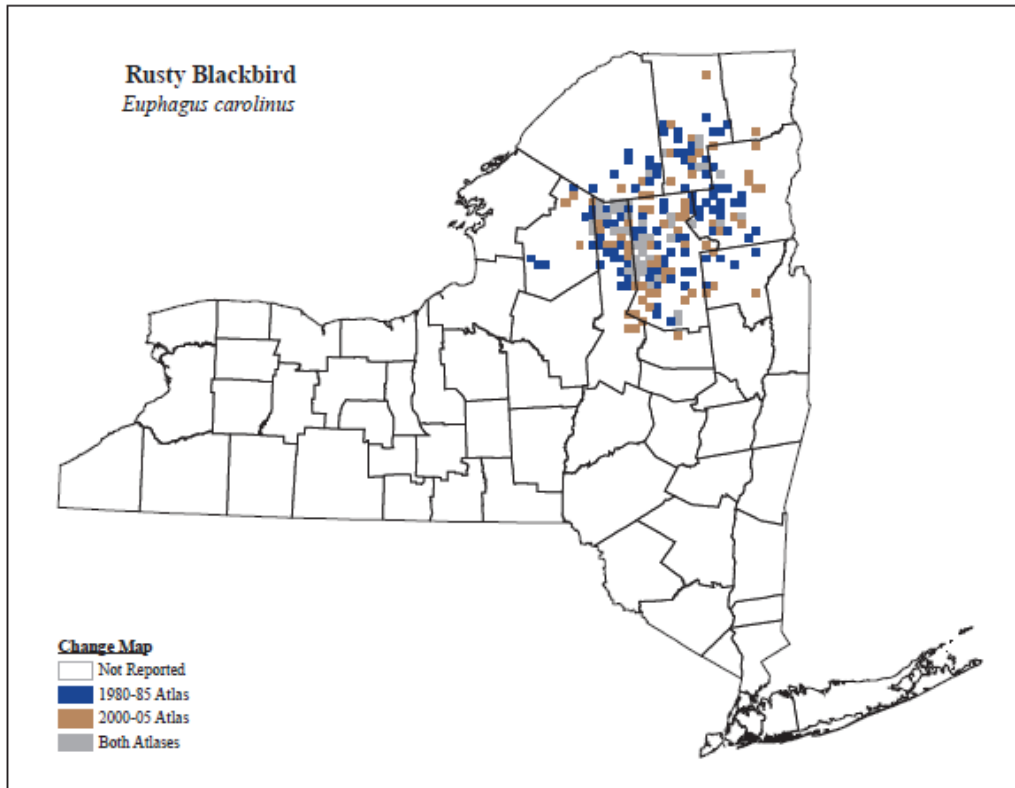 Rusty Blackbird
Euphagus carolinus
Change Map
Not Reported
1980-85 Atlas
2000-05 Atlas
Both Atlases